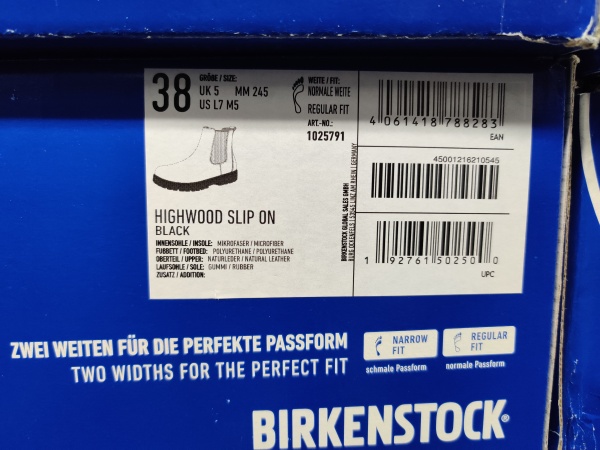 38
GRÖßE / SIZE:
UK 5 MM 245
US L7 M5
WEITE / FIT:
NORMALE WEITE
REGULAR FIT
ART.-NO.:
1025791
HIGHWOOD SLIP ON
BLACK
INNENSOHLE / INSOLE: MIKROFASER / MICROFIBER
FUßBETT / FOOTBED: POLYURETHANE / POLYURETHANE
OBERTEIL / UPPER: NATURLEDER / NATURAL LEATHER
LAUFSOHLE / SOLE: GUMMI / RUBBER
ZUSATZ / ADDITION:
BIRKENSTOCK GLOBAL SALES GMBH
4 061418 788283
EAN
45001216210545
1 92761 50250 0
UPC
ZWEI WEITEN FÜR DIE PERFEKTE PASSFORM
TWO WIDTHS FOR THE PERFECT FIT
NARROW
FIT
schmale Passform
REGULAR
FIT
normale Passform
BIRKENSTOCK®